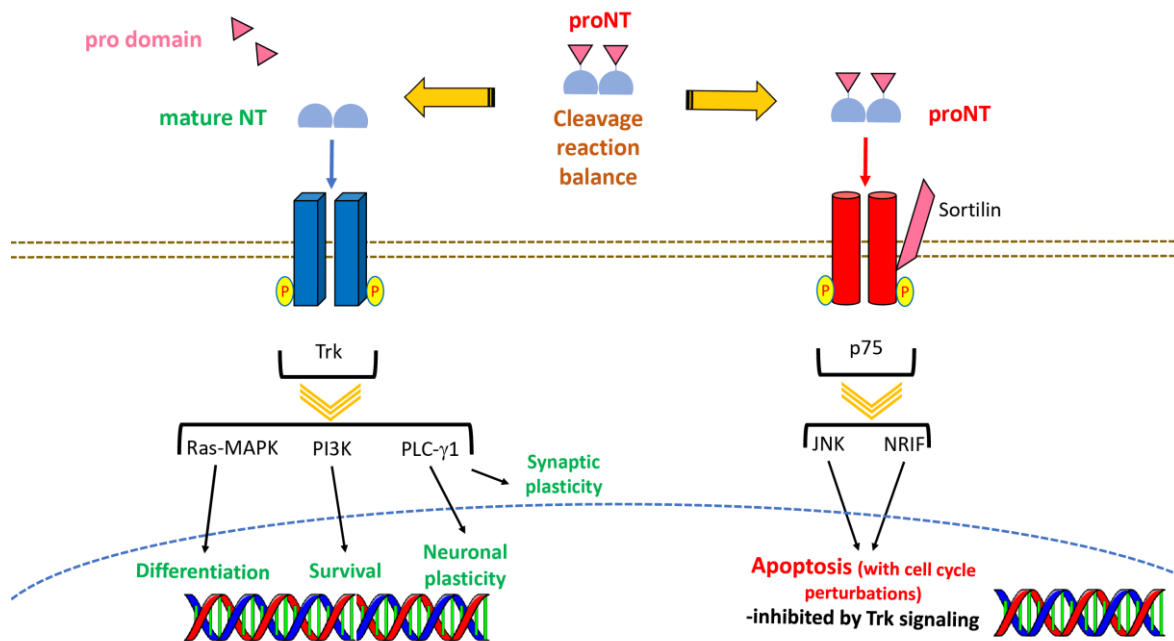 pro domain
proNT
mature NT
Cleavage
reaction
balance
proNT
Sortilin
P
P
P
P
Trk
p75
Ras-MAPK
PI3K
PLC-γ1
JNK
NRIF
Synaptic
plasticity
Differentiation
Survival
Neuronal
plasticity
Apoptosis (with cell cycle
perturbations)
-inhibited by Trk signaling